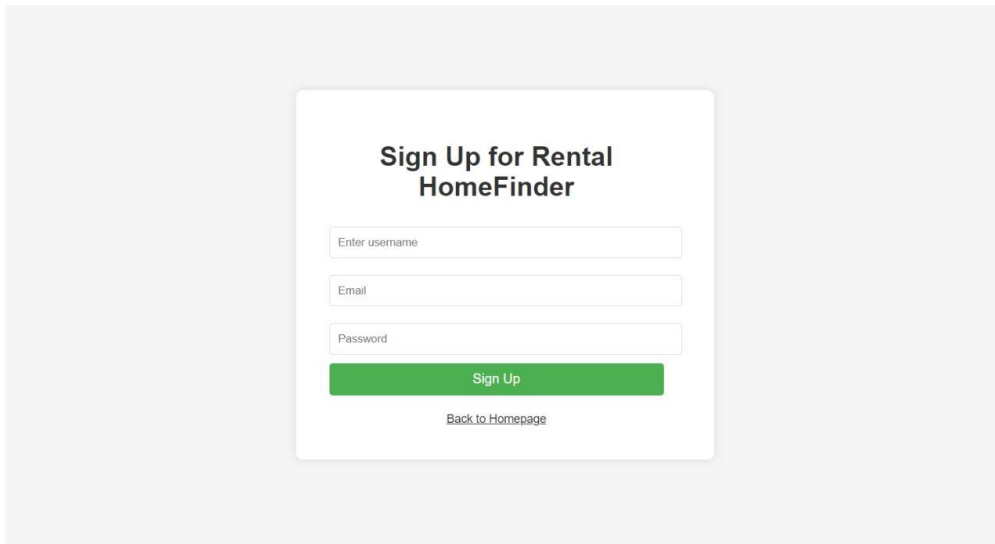 Sign Up for Rental
HomeFinder
Enter username
Email
Password
Sign Up
Back to Homepage